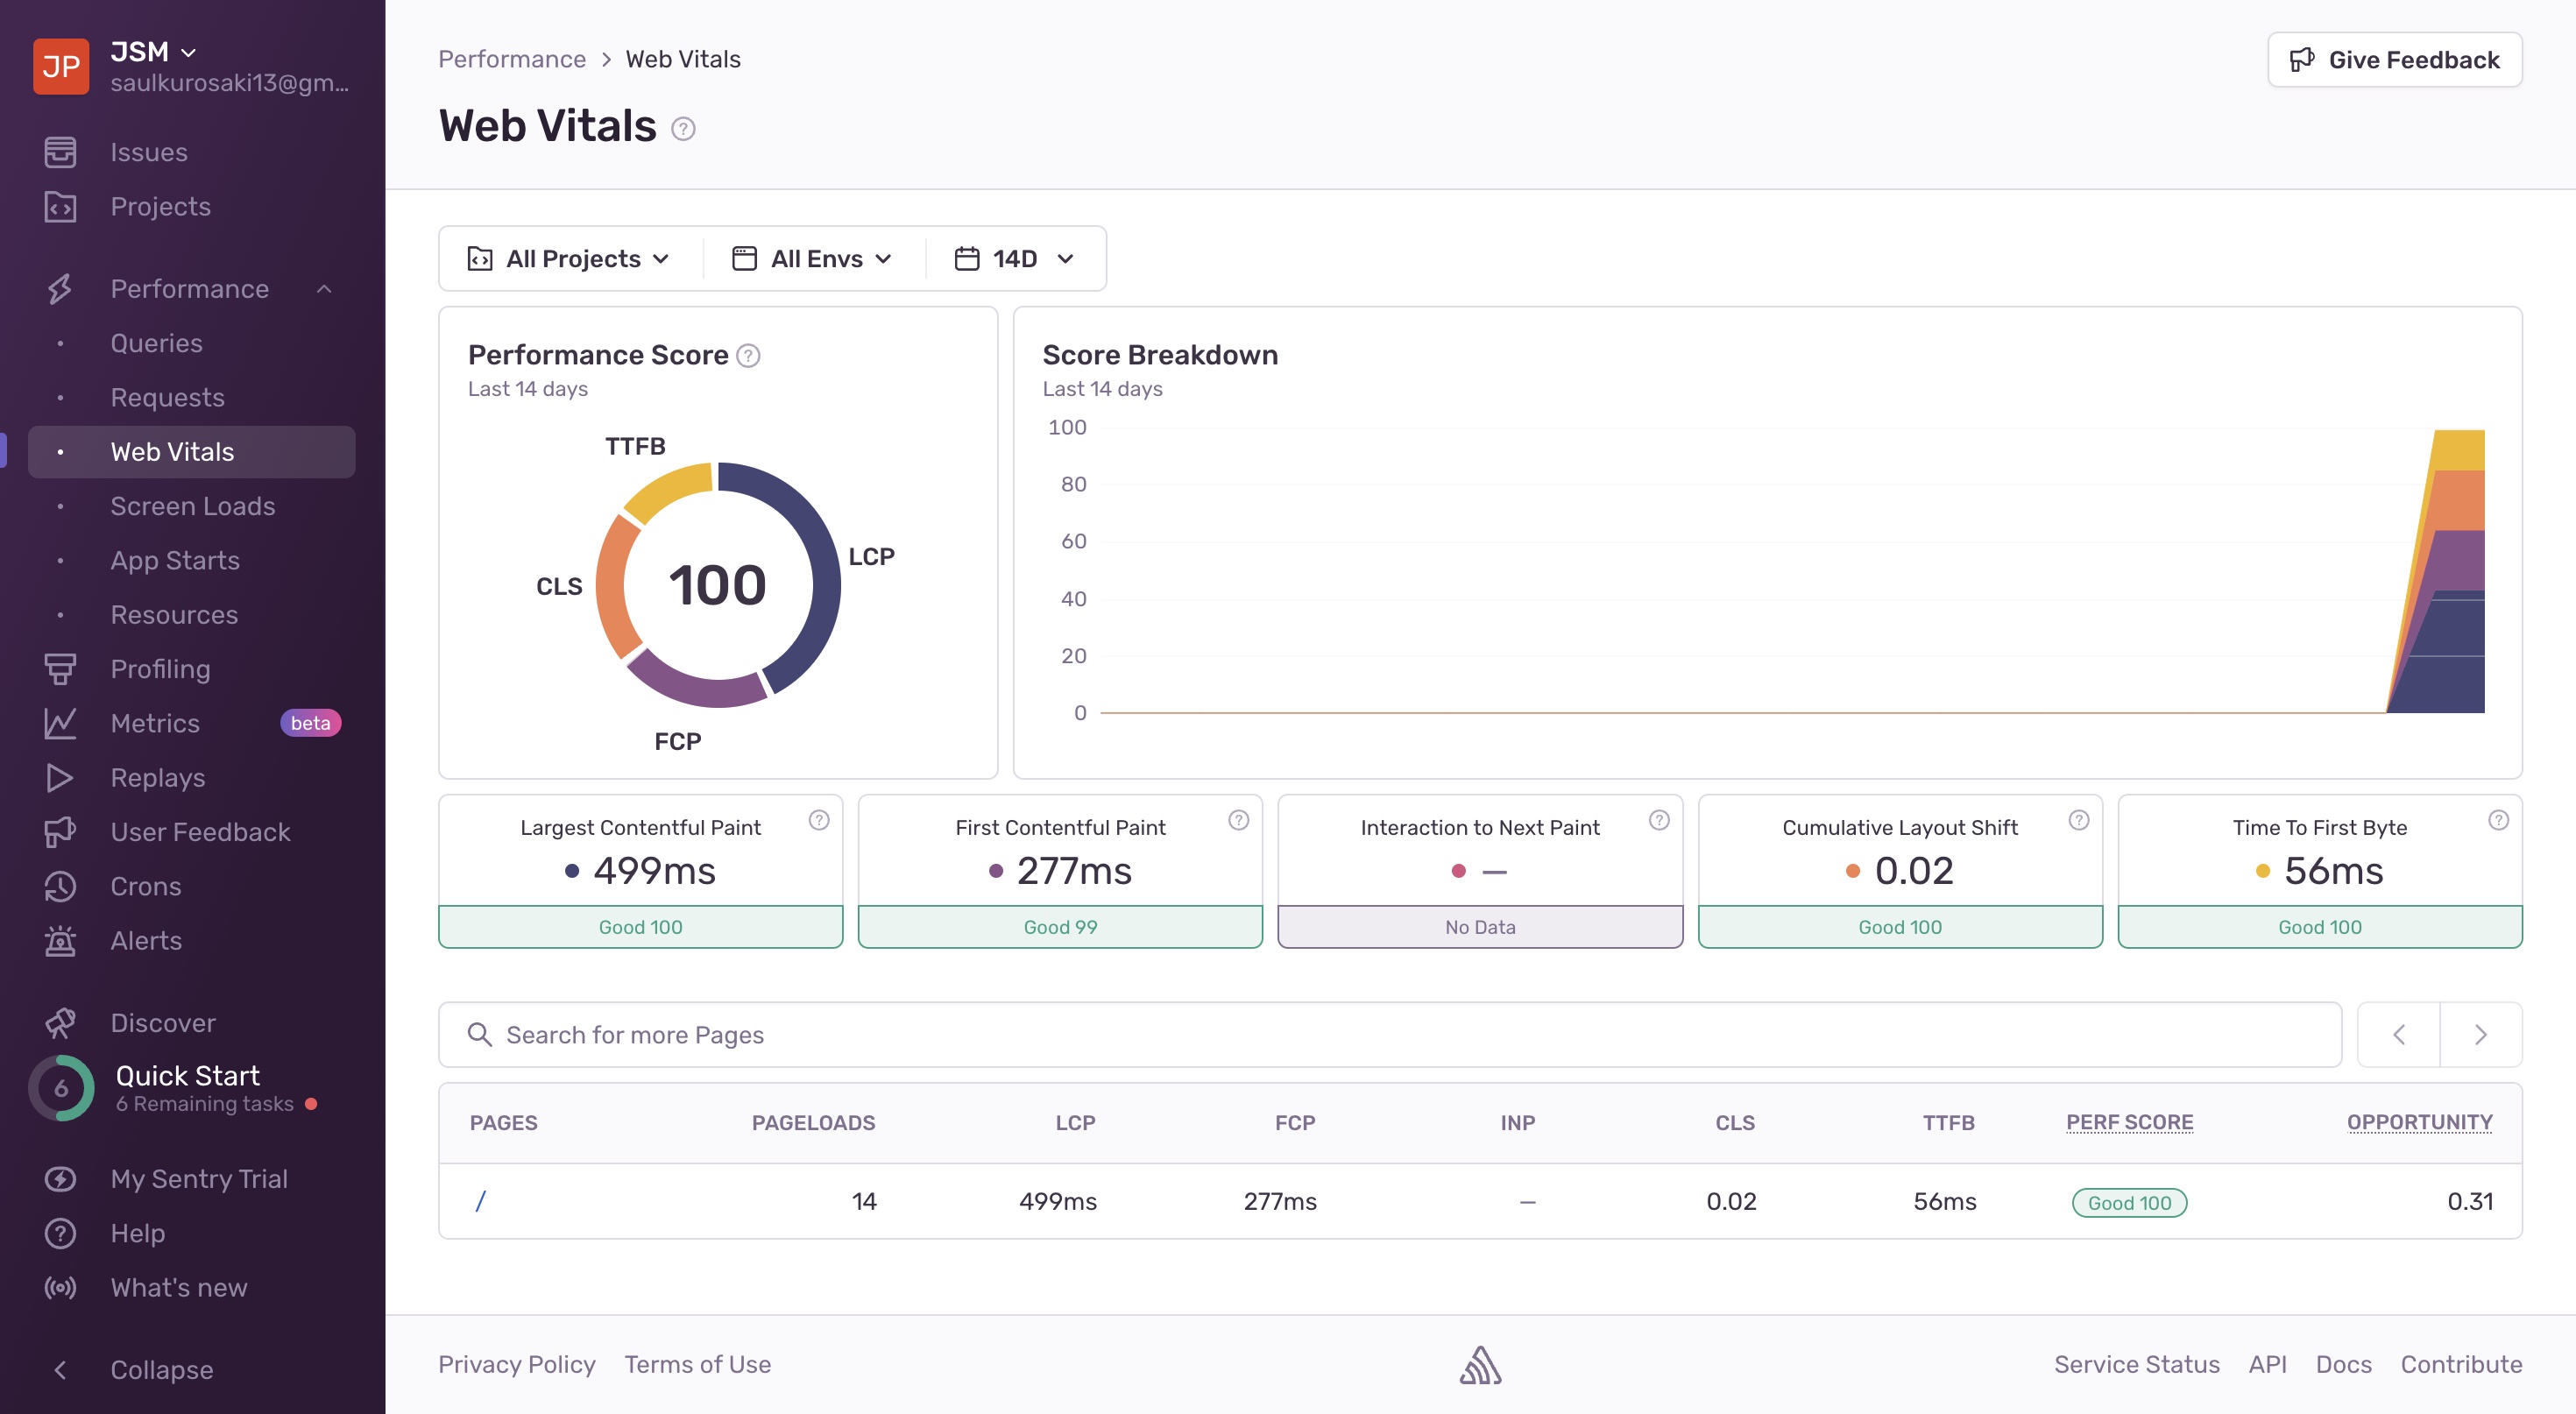 JP
JSM
saulkurosaki13@gm...
Issues
Projects
Performance
Queries
Requests
Web Vitals
Screen Loads
App Starts
Resources
Profiling
Metrics beta
Replays
User Feedback
Crons
Alerts
Discover
6
Quick Start
6 Remaining tasks
My Sentry Trial
Help
What's new
Collapse
Performance > Web Vitals
Give Feedback
Web Vitals
All Projects All Envs 14D
Performance Score
Last 14 days
TTFB
LCP
CLS
100
FCP
Score Breakdown
Last 14 days
100
80
60
40
20
0
Largest Contentful Paint
499ms
Good 100
First Contentful Paint
277ms
Good 99
Interaction to Next Paint
—
No Data
Cumulative Layout Shift
0.02
Good 100
Time To First Byte
56ms
Good 100
Search for more Pages
PAGES PAGELOADS LCP FCP INP CLS TTFB PERF SCORE OPPORTUNITY
/ 14 499ms 277ms — 0.02 56ms Good 100 0.31
Privacy Policy Terms of Use Service Status API Docs Contribute